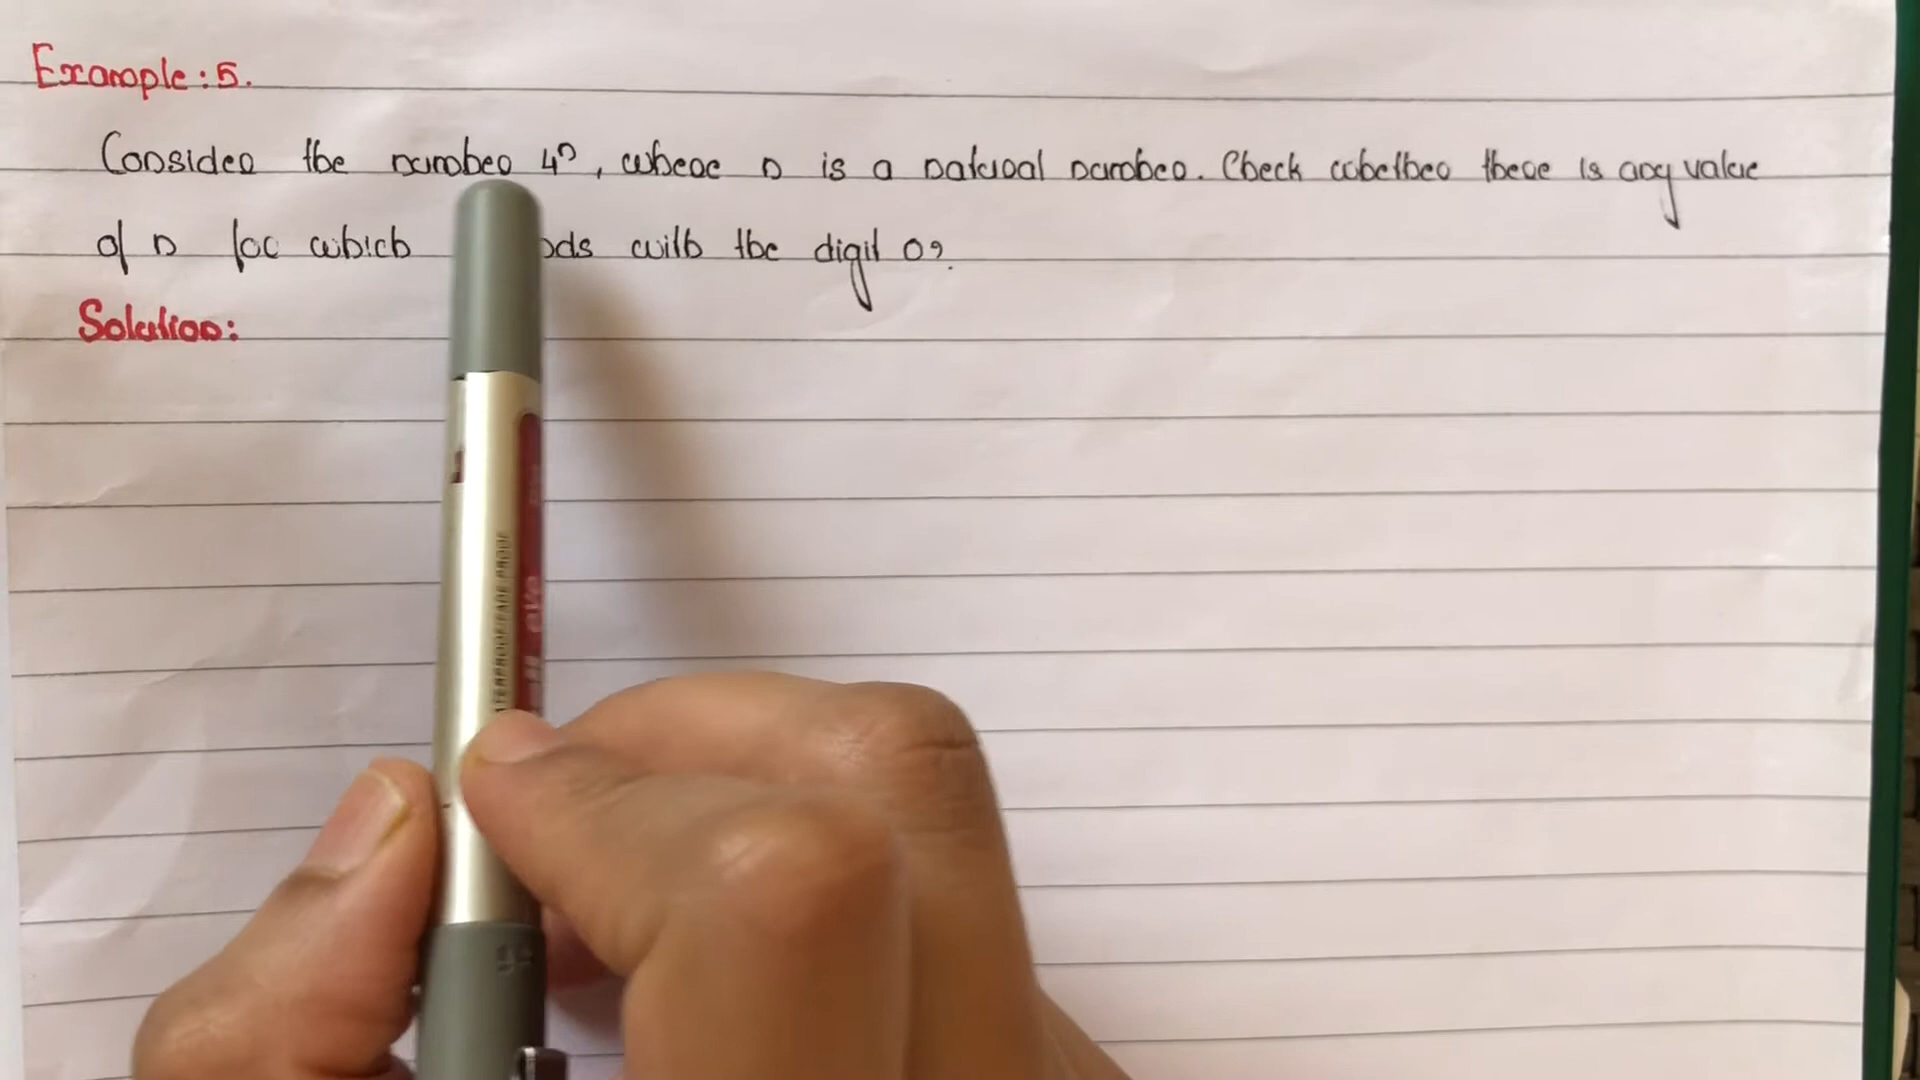 Example: 5.
Consider the number 4ⁿ, where n is a natural number. Check whether there is any value
of n for which ds with the digit 0?
Solution: